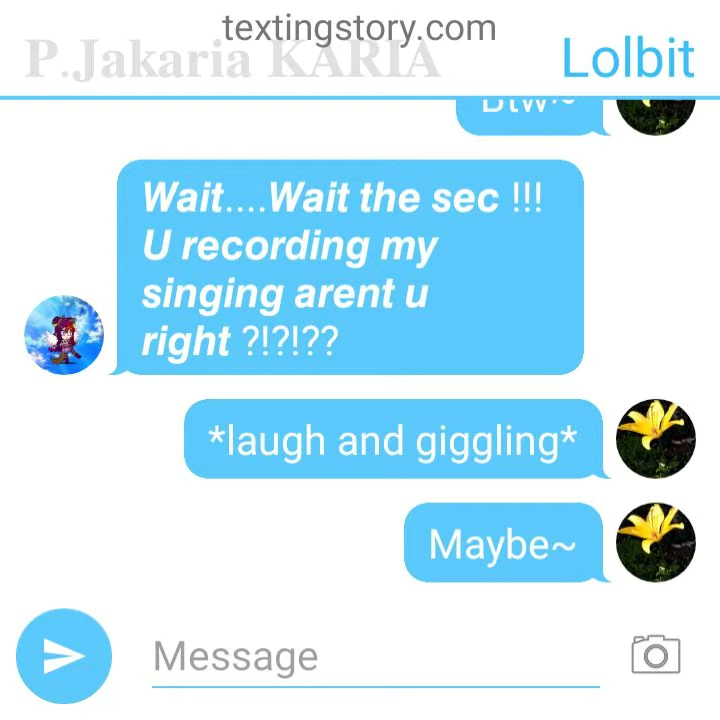 textingstory.com
P.Jakaria KARIA
Lolbit
Btw~
Wait....Wait the sec !!!
U recording my
singing arent u
right ?!?!??
*laugh and giggling*
Maybe~
Message